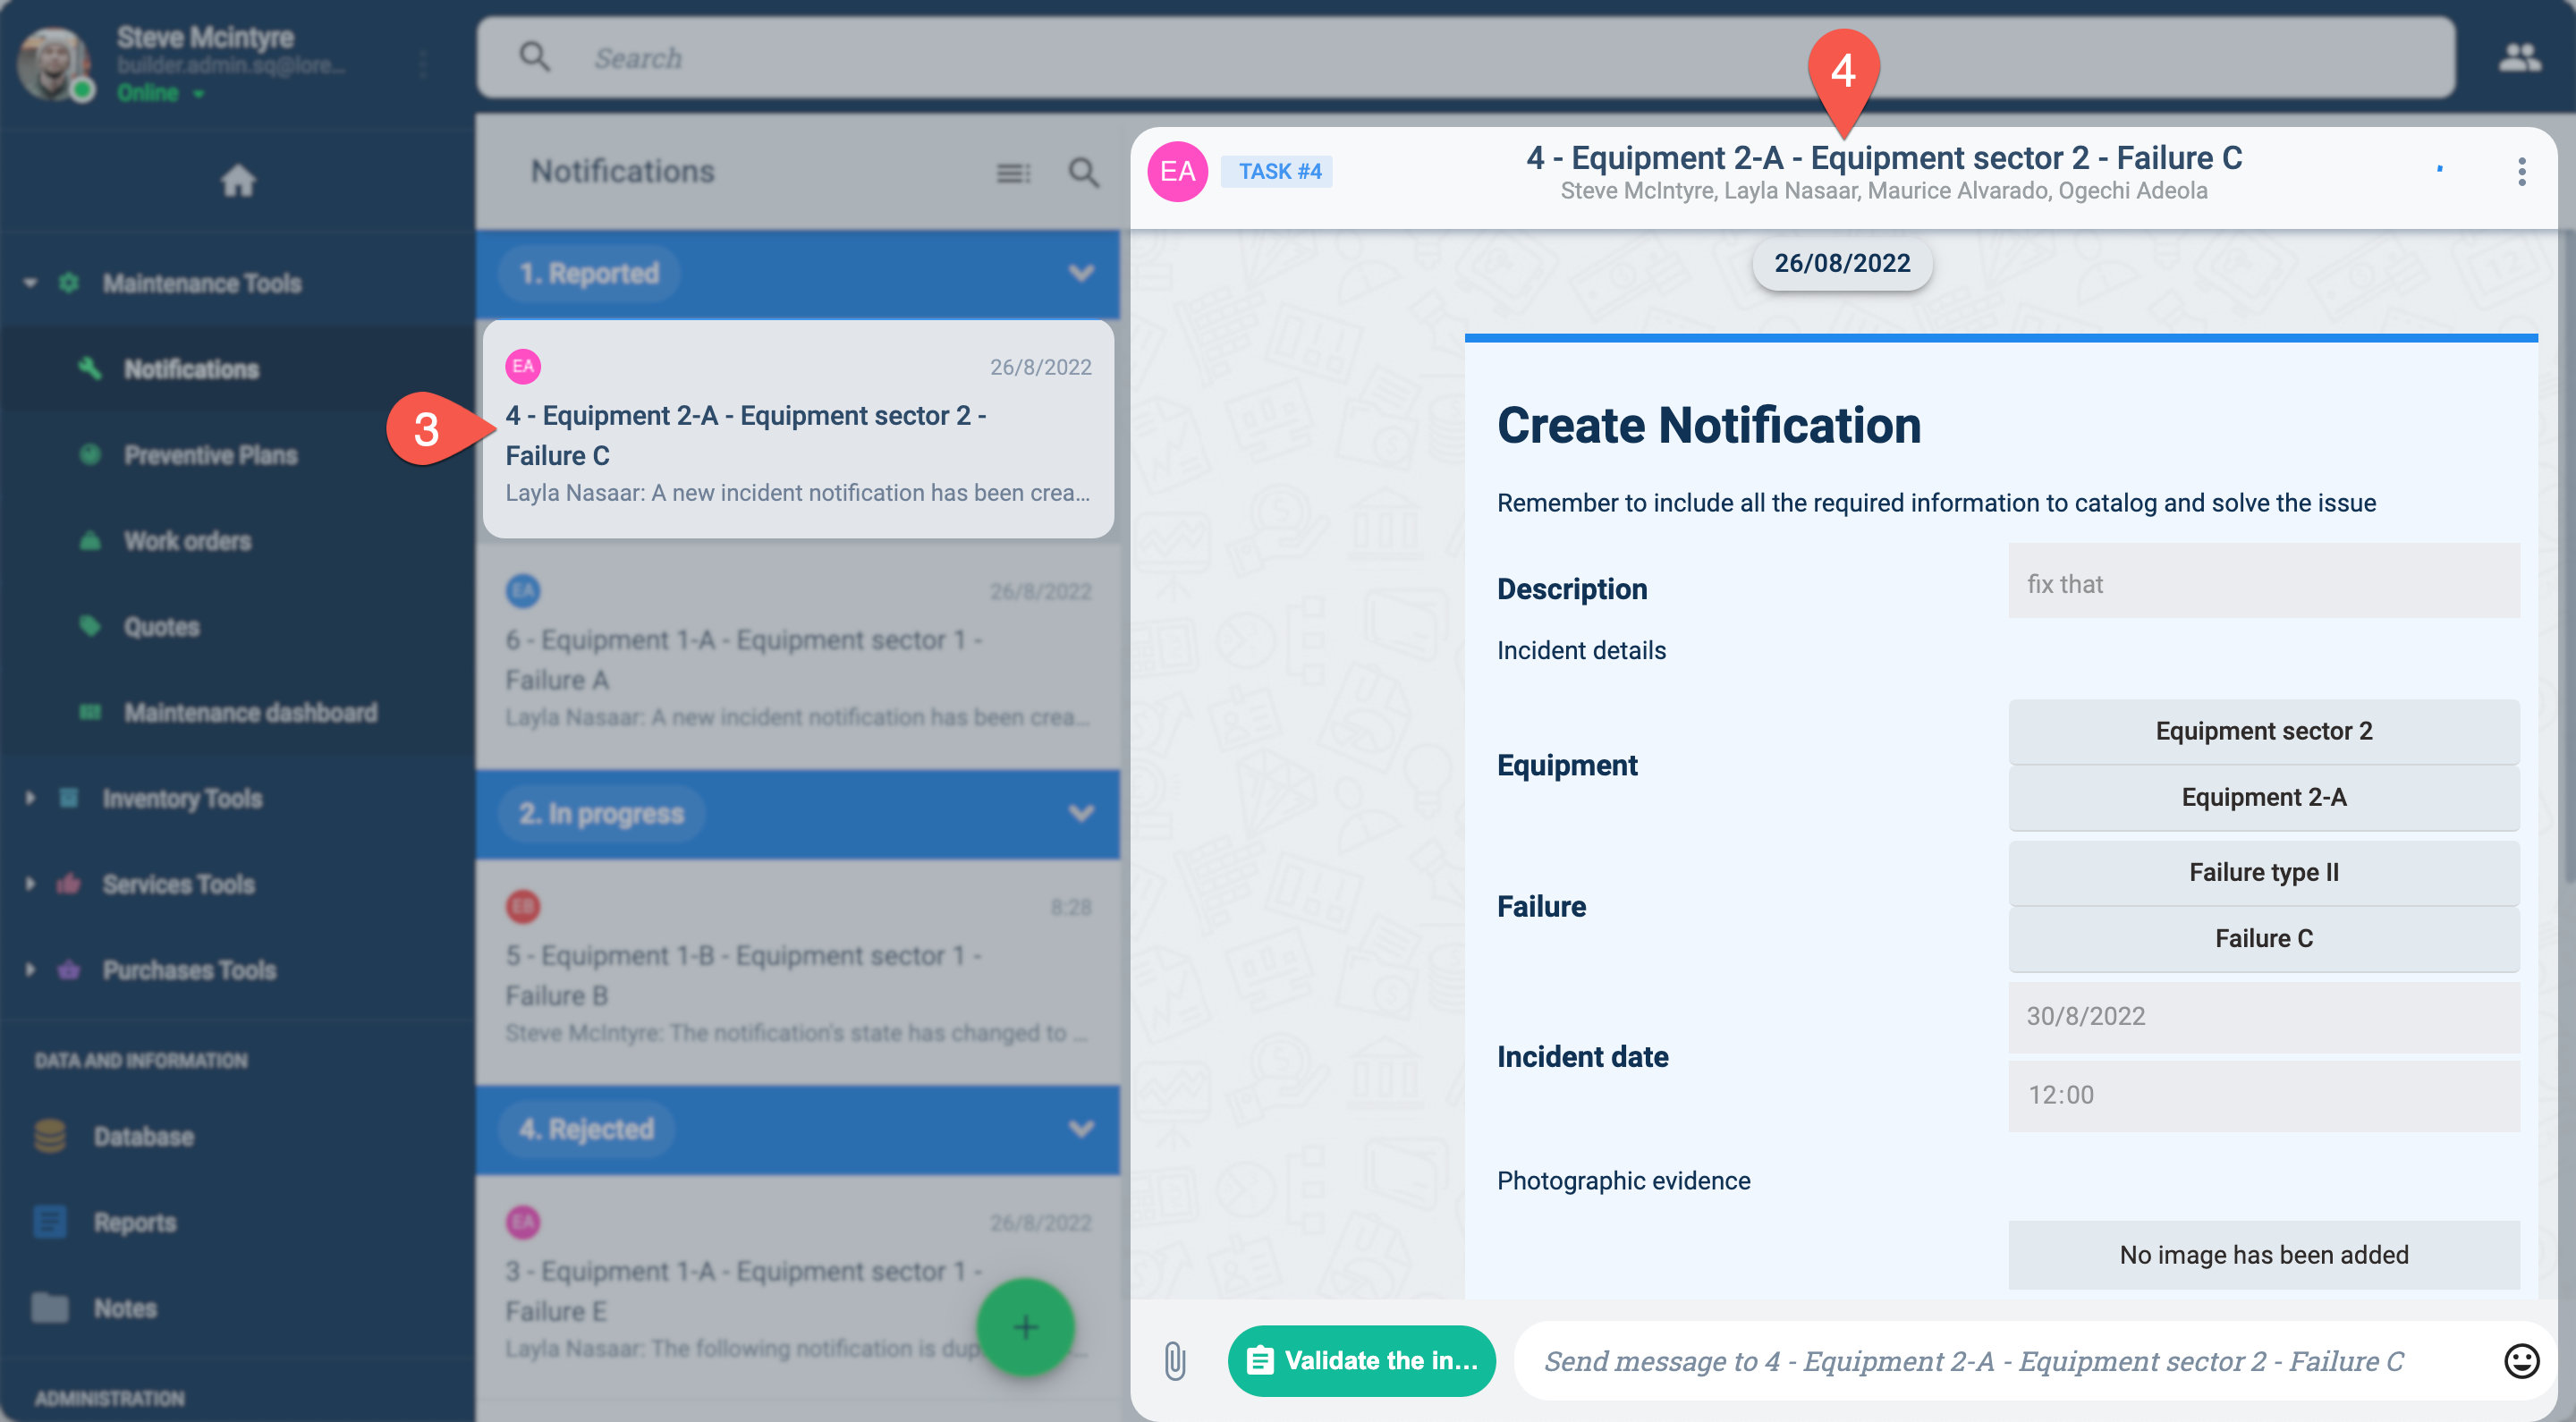 Steve Mcintyre
builder.admin.sq@lore...
Online
Search
Maintenance Tools
Notifications
Preventive Plans
Work orders
Quotes
Maintenance dashboard
Inventory Tools
Services Tools
Purchases Tools
DATA AND INFORMATION
Database
Reports
Notes
ADMINISTRATION
Notifications
1. Reported
3
EA
26/8/2022
4 - Equipment 2-A - Equipment sector 2 -
Failure C
Layla Nasaar: A new incident notification has been crea...
EA
26/8/2022
6 - Equipment 1-A - Equipment sector 1 -
Failure A
Layla Nasaar: A new incident notification has been crea...
2. In progress
EB
8:28
5 - Equipment 1-B - Equipment sector 1 -
Failure B
Steve McIntyre: The notification's state has changed to ...
4. Rejected
EA
26/8/2022
3 - Equipment 1-A - Equipment sector 1 -
Failure E
Layla Nasaar: The following notification is dup
4
EA
TASK #4
4 - Equipment 2-A - Equipment sector 2 - Failure C
Steve McIntyre, Layla Nasaar, Maurice Alvarado, Ogechi Adeola
26/08/2022
Create Notification
Remember to include all the required information to catalog and solve the issue
Description
fix that
Incident details
Equipment
Equipment sector 2
Equipment 2-A
Failure
Failure type II
Failure C
Incident date
30/8/2022
12:00
Photographic evidence
No image has been added
Validate the in...
Send message to 4 - Equipment 2-A - Equipment sector 2 - Failure C